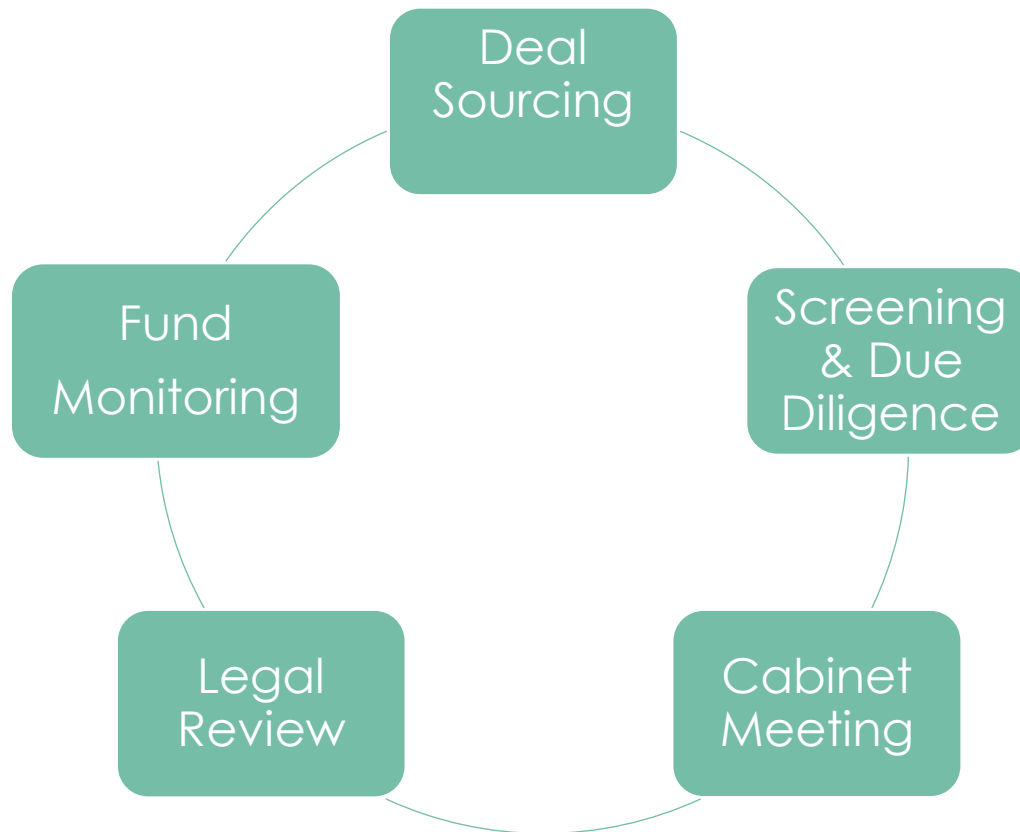 Deal
Sourcing
Screening
& Due
Diligence
Cabinet
Meeting
Legal
Review
Fund
Monitoring